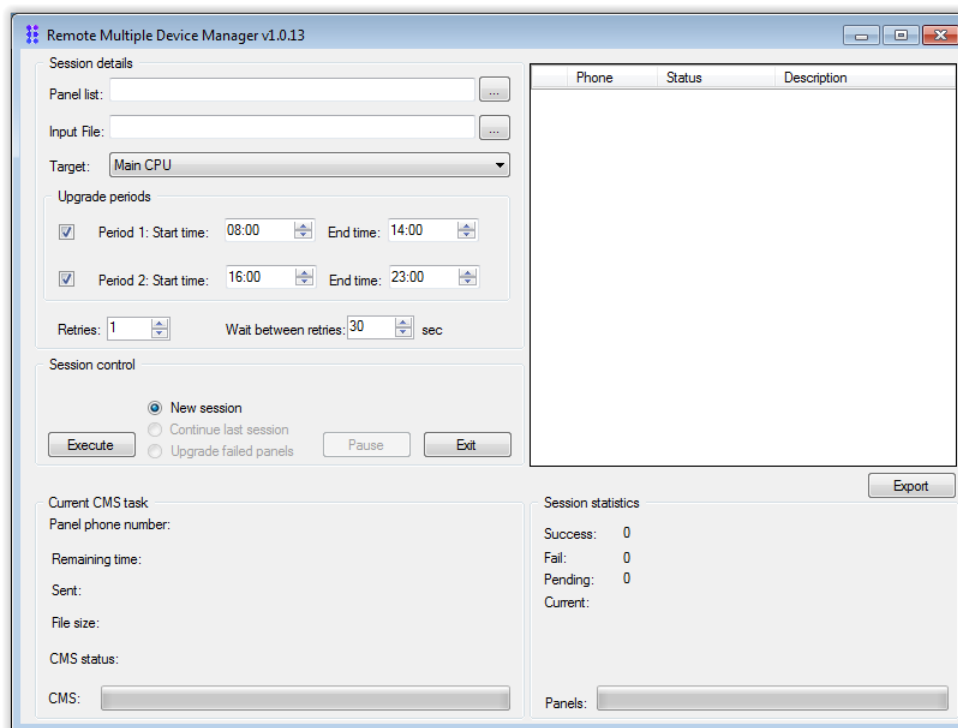 Remote Multiple Device Manager v1.0.13
Session details
Panel list: ...
Input File: ...
Target: Main CPU
Upgrade periods
Period 1: Start time: 08:00 End time: 14:00
Period 2: Start time: 16:00 End time: 23:00
Retries: 1 Wait between retries: 30 sec
Session control
New session
Continue last session
Upgrade failed panels
Execute Pause Exit
Phone Status Description
Export
Current CMS task
Panel phone number:
Remaining time:
Sent:
File size:
CMS status:
CMS:
Session statistics
Success: 0
Fail: 0
Pending: 0
Current:
Panels: